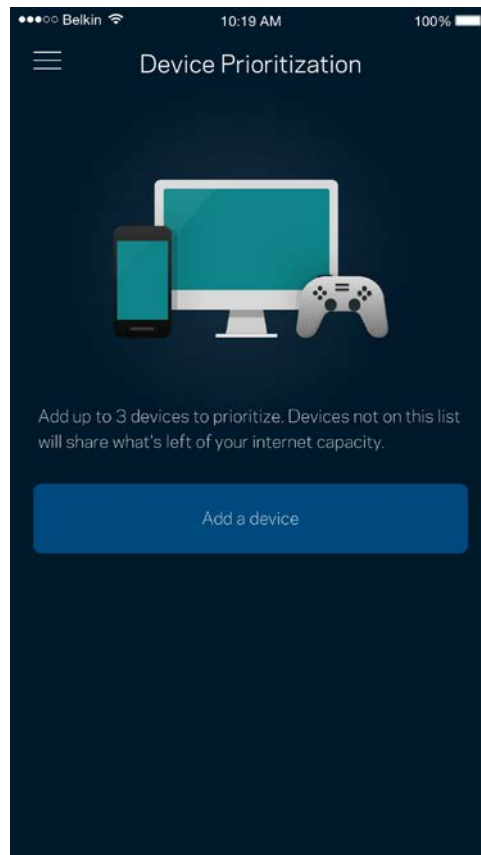 ●●●○○ Belkin 10:19 AM 100%
Device Prioritization
Add up to 3 devices to prioritize. Devices not on this list
will share what's left of your internet capacity.
Add a device